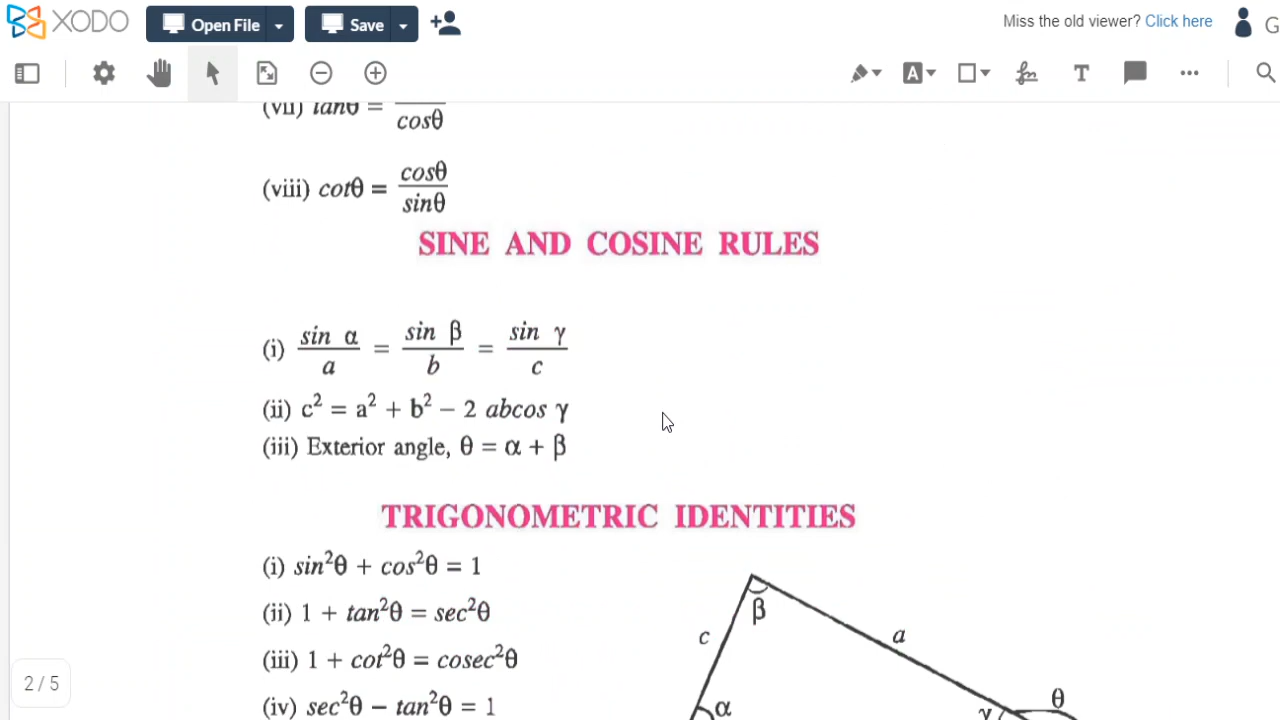 XODO Open File Save Miss the old viewer? Click here G
A T
(vii) tanθ = ―/cosθ
(viii) cotθ = cosθ/sinθ
SINE AND COSINE RULES
(i) sin α/a = sin β/b = sin γ/c
(ii) c² = a² + b² − 2 abcos γ
(iii) Exterior angle, θ = α + β
TRIGONOMETRIC IDENTITIES
(i) sin²θ + cos²θ = 1
(ii) 1 + tan²θ = sec²θ
(iii) 1 + cot²θ = cosec²θ
(iv) sec²θ − tan²θ = 1
β
c
a
α
γ
θ
2 / 5